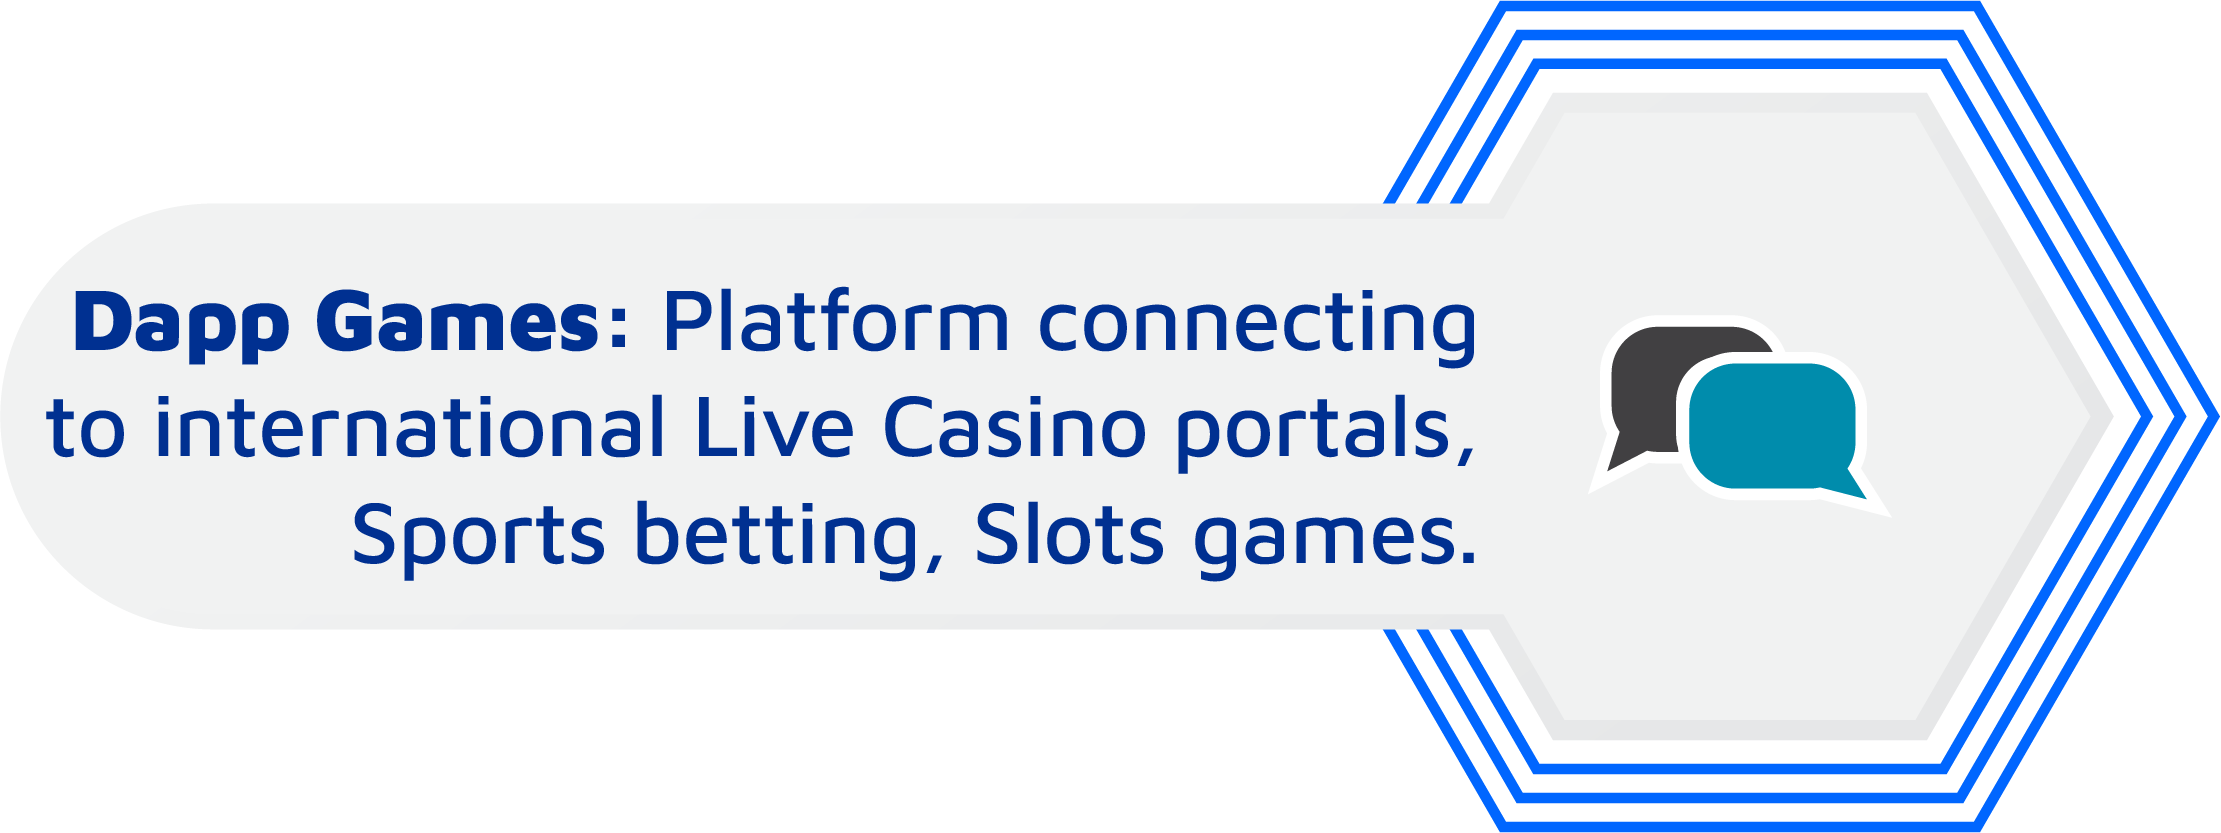 Dapp Games: Platform connecting
to international Live Casino portals,
Sports betting, Slots games.